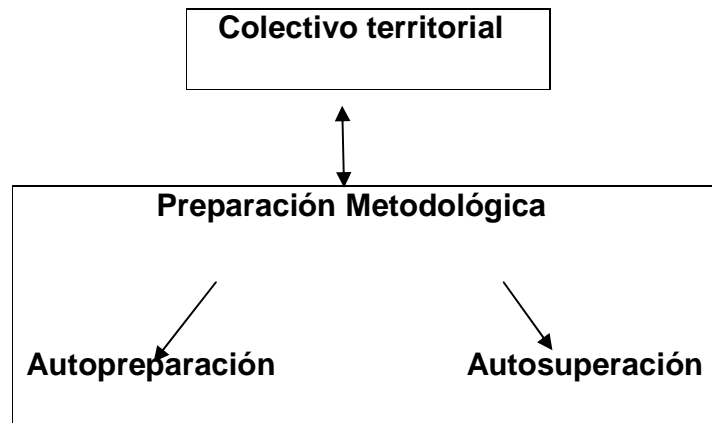 Colectivo territorial
Preparación Metodológica
Autopreparación Autosuperación